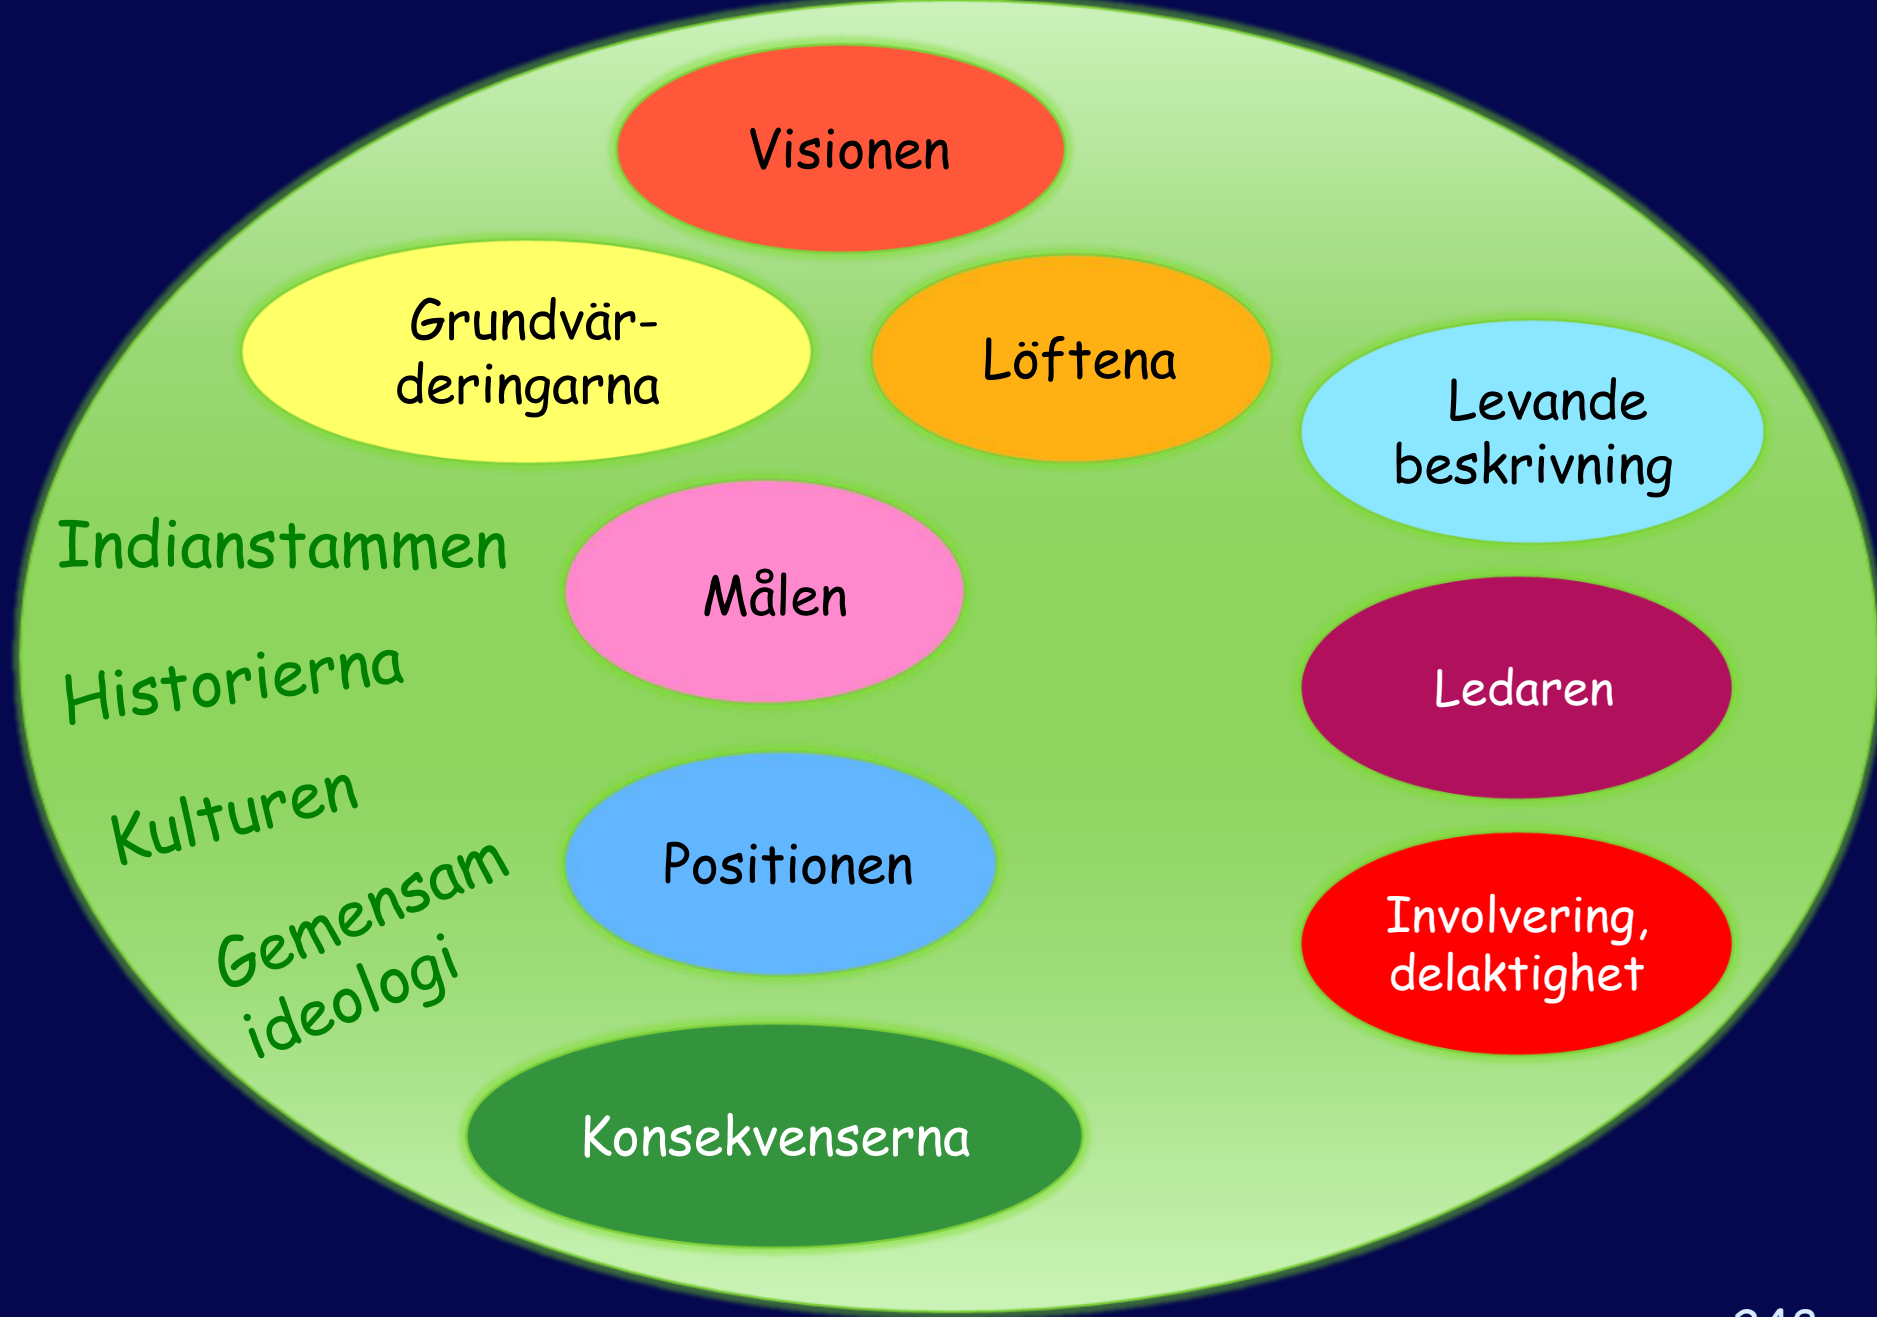 Visionen
Grundvär-
deringarna
Löftena
Levande
beskrivning
Indianstammen
Målen
Historierna
Ledaren
Kulturen
Positionen
Gemensam
ideologi
Involvering,
delaktighet
Konsekvenserna